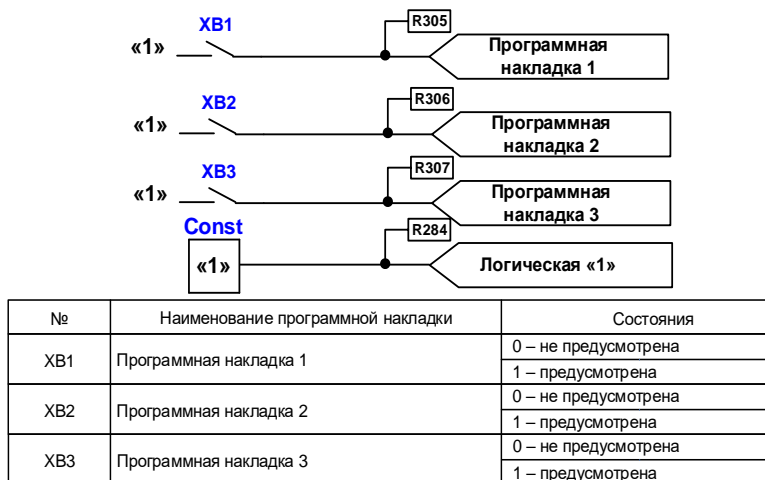 XB1
R305
«1»
Программная
накладка 1
XB2
R306
«1»
Программная
накладка 2
XB3
R307
«1»
Программная
накладка 3
Const
R284
«1»
Логическая «1»
№ Наименование программной накладки Состояния
XB1 Программная накладка 1 0 – не предусмотрена
1 – предусмотрена
XB2 Программная накладка 2 0 – не предусмотрена
1 – предусмотрена
XB3 Программная накладка 3 0 – не предусмотрена
1 – предусмотрена